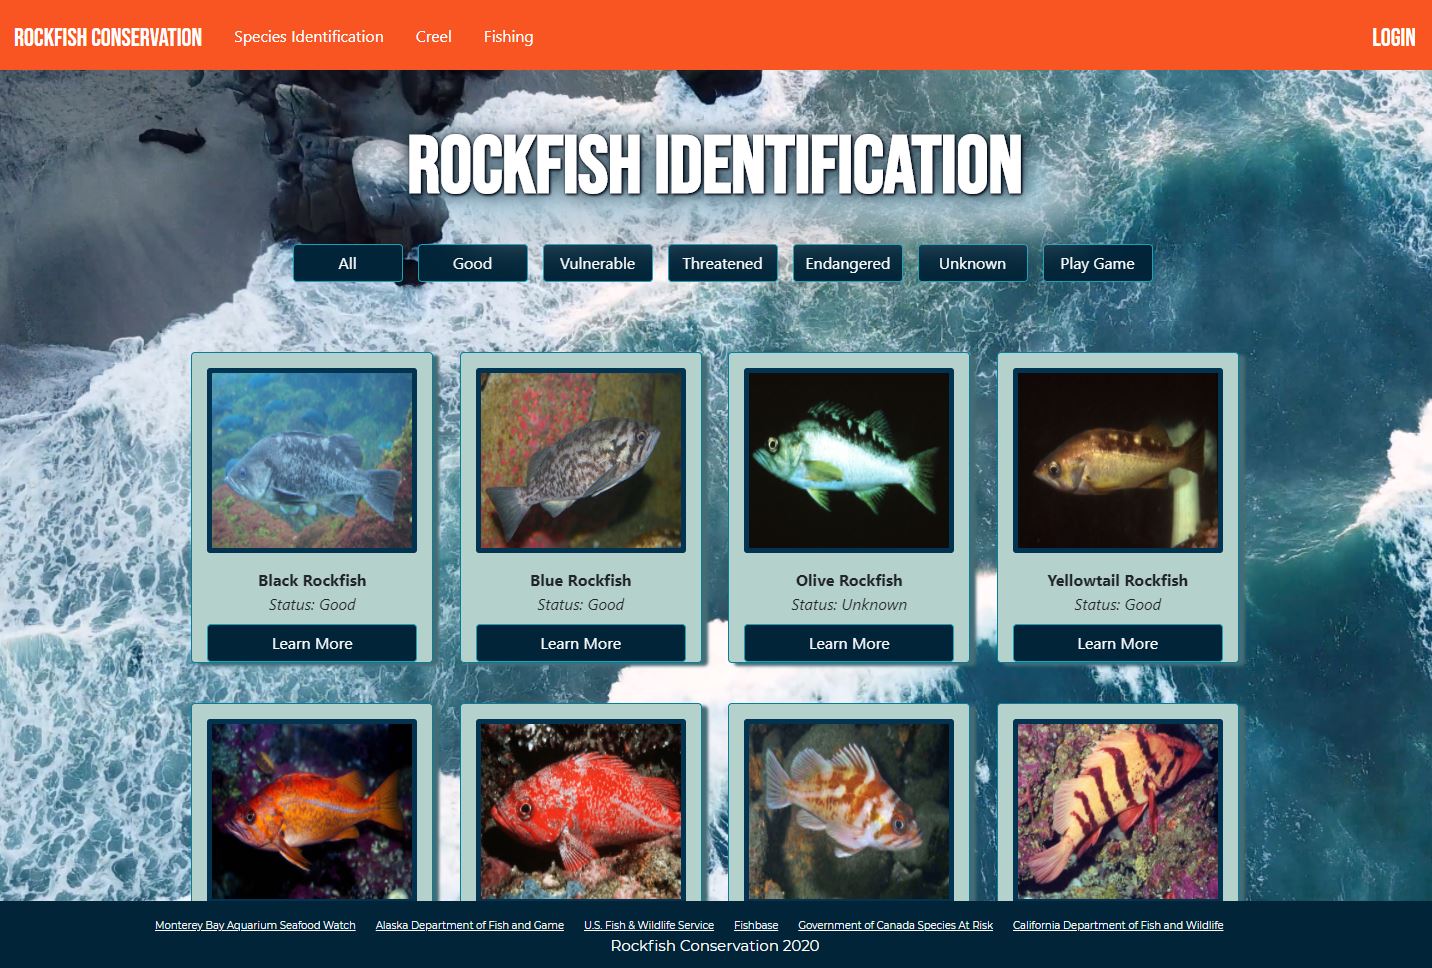 ROCKFISH CONSERVATION Species Identification Creel Fishing LOGIN
ROCKFISH IDENTIFICATION
All Good Vulnerable Threatened Endangered Unknown Play Game
Black Rockfish Blue Rockfish Olive Rockfish Yellowtail Rockfish
Status: Good Status: Good Status: Unknown Status: Good
Learn More Learn More Learn More Learn More
Monterey Bay Aquarium Seafood Watch Alaska Department of Fish and Game U.S. Fish & Wildlife Service Fishbase Government of Canada Species At Risk California Department of Fish and Wildlife
Rockfish Conservation 2020